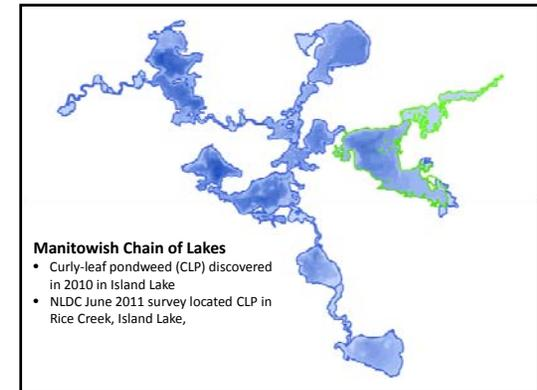 Manitowish Chain of Lakes
• Curly-leaf pondweed (CLP) discovered
in 2010 in Island Lake
• NLDC June 2011 survey located CLP in
Rice Creek, Island Lake,